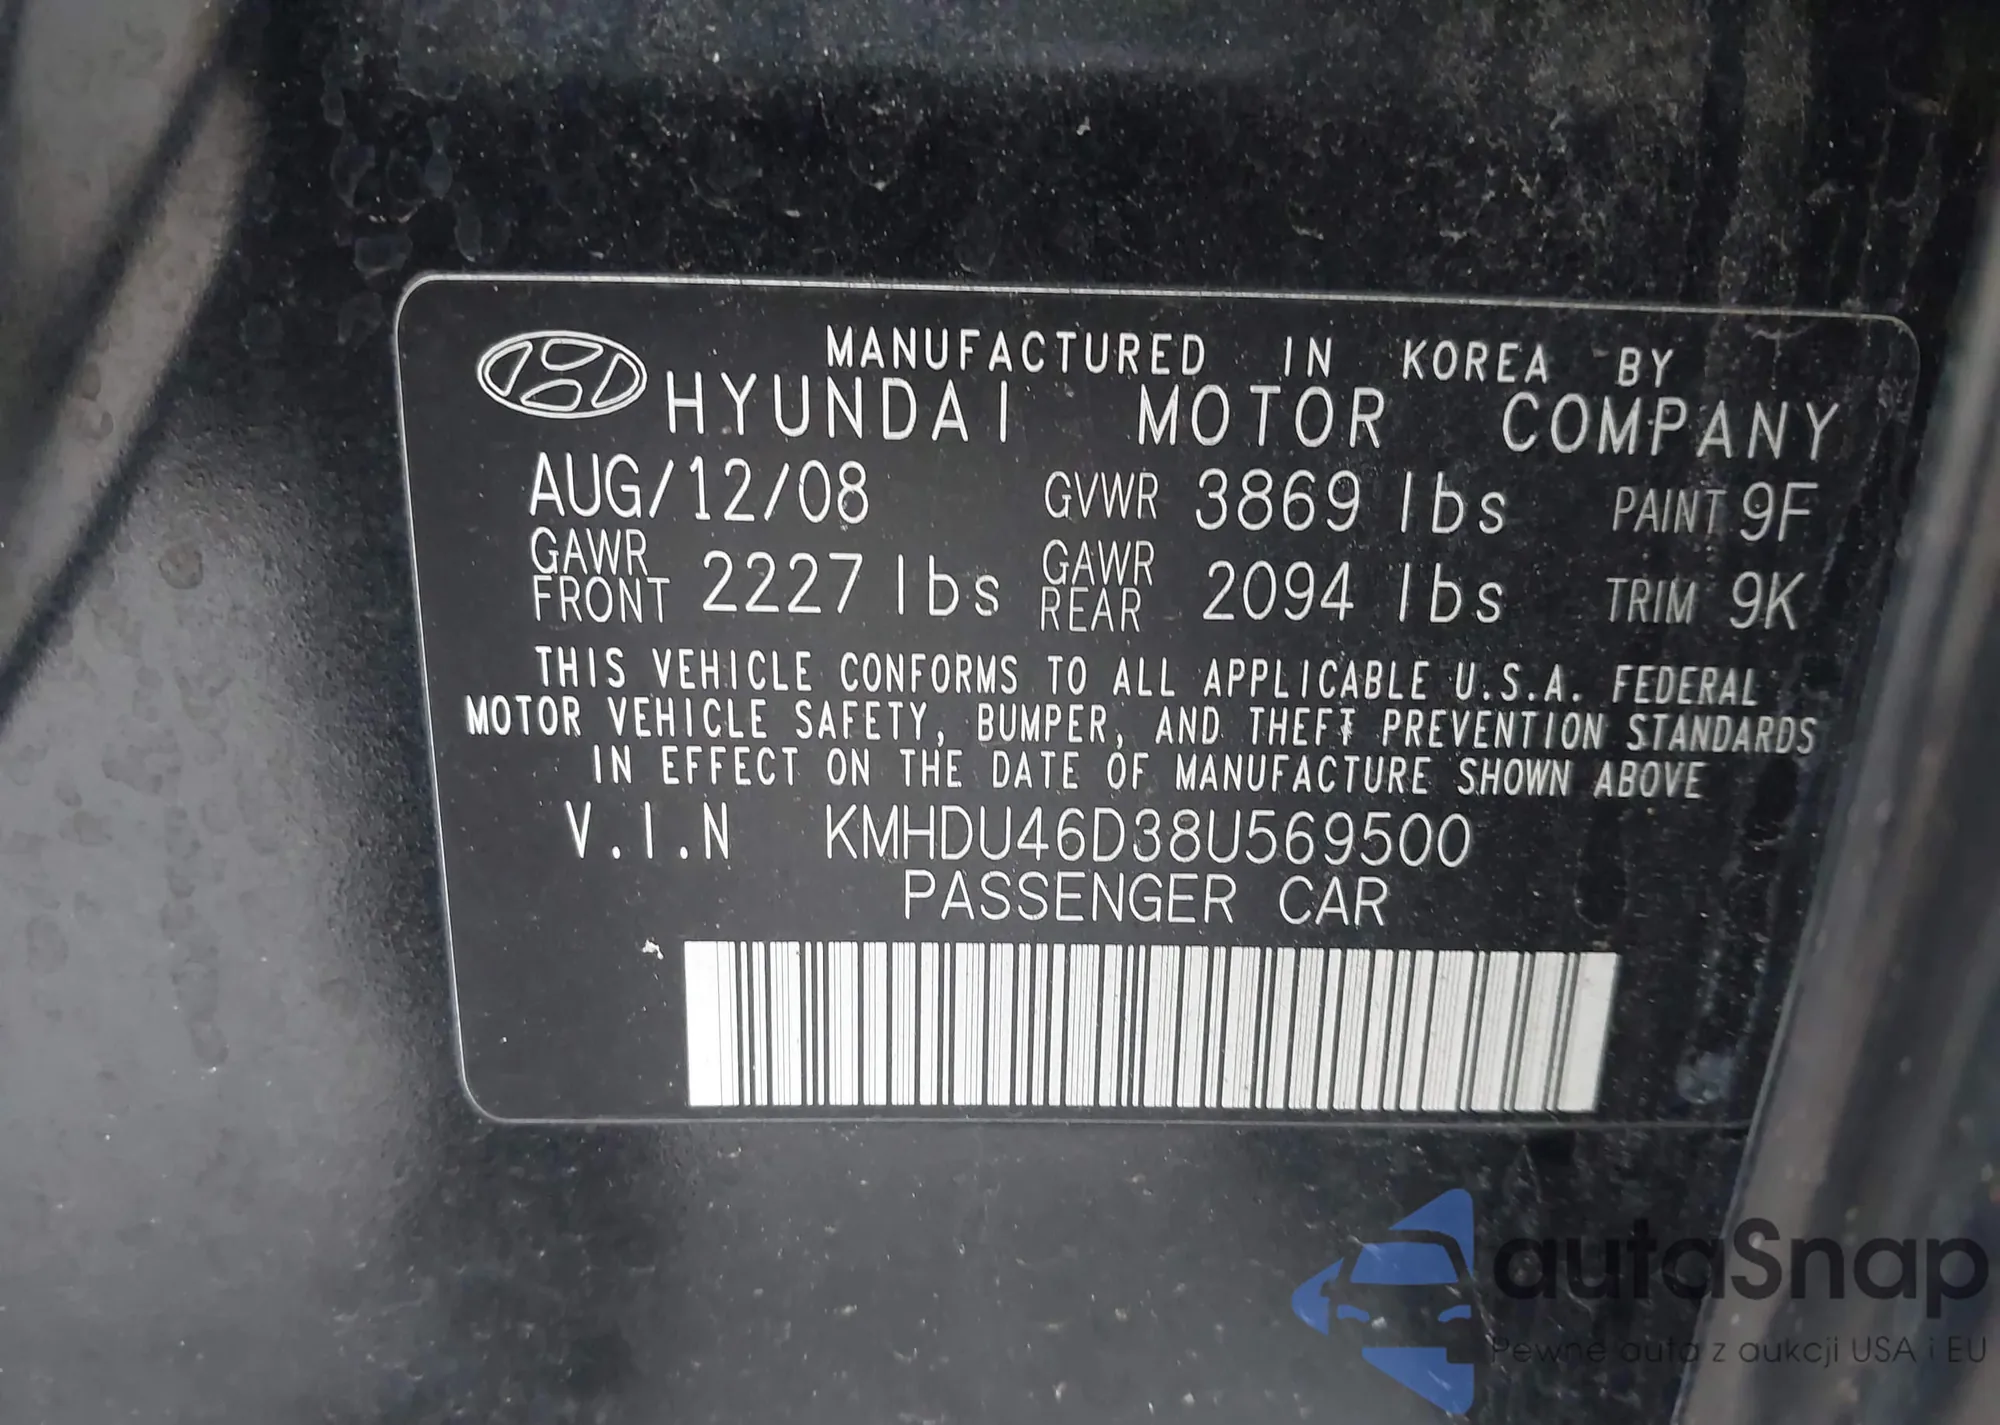 MANUFACTURED IN KOREA BY
HYUNDAI MOTOR COMPANY
AUG/12/08 GVWR 3869 lbs PAINT 9F
GAWR FRONT 2227 lbs GAWR REAR 2094 lbs TRIM 9K
THIS VEHICLE CONFORMS TO ALL APPLICABLE U.S.A. FEDERAL
MOTOR VEHICLE SAFETY, BUMPER, AND THEFT PREVENTION STANDARDS
IN EFFECT ON THE DATE OF MANUFACTURE SHOWN ABOVE
V.I.N KMHDU46D38U569500
PASSENGER CAR
autaSnap
Pewne auta z aukcji USA i EU